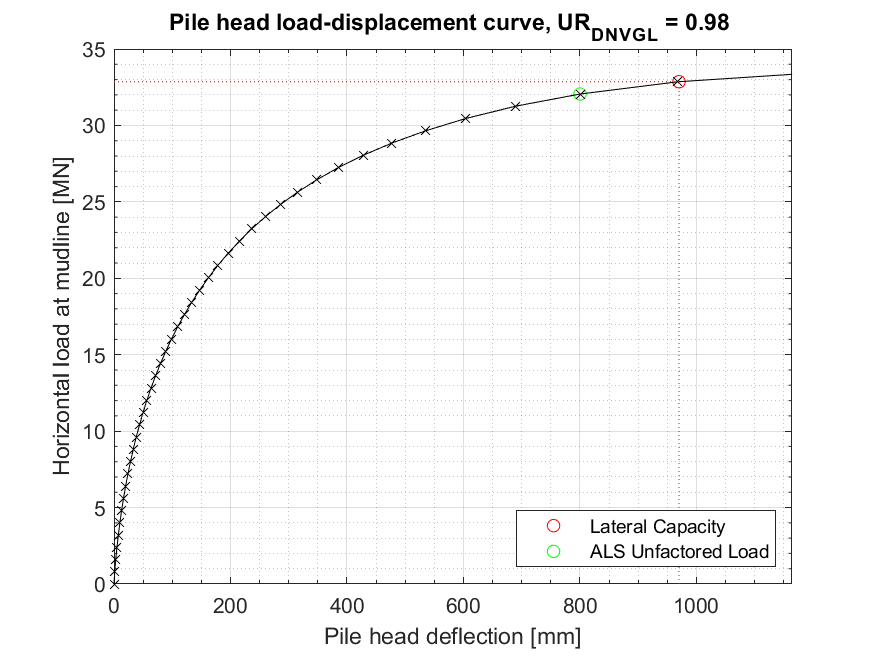 Pile head load-displacement curve, UR_DNVGL = 0.98
Horizontal load at mudline [MN]
35
30
25
20
15
10
5
0
0 200 400 600 800 1000
Pile head deflection [mm]
Lateral Capacity
ALS Unfactored Load